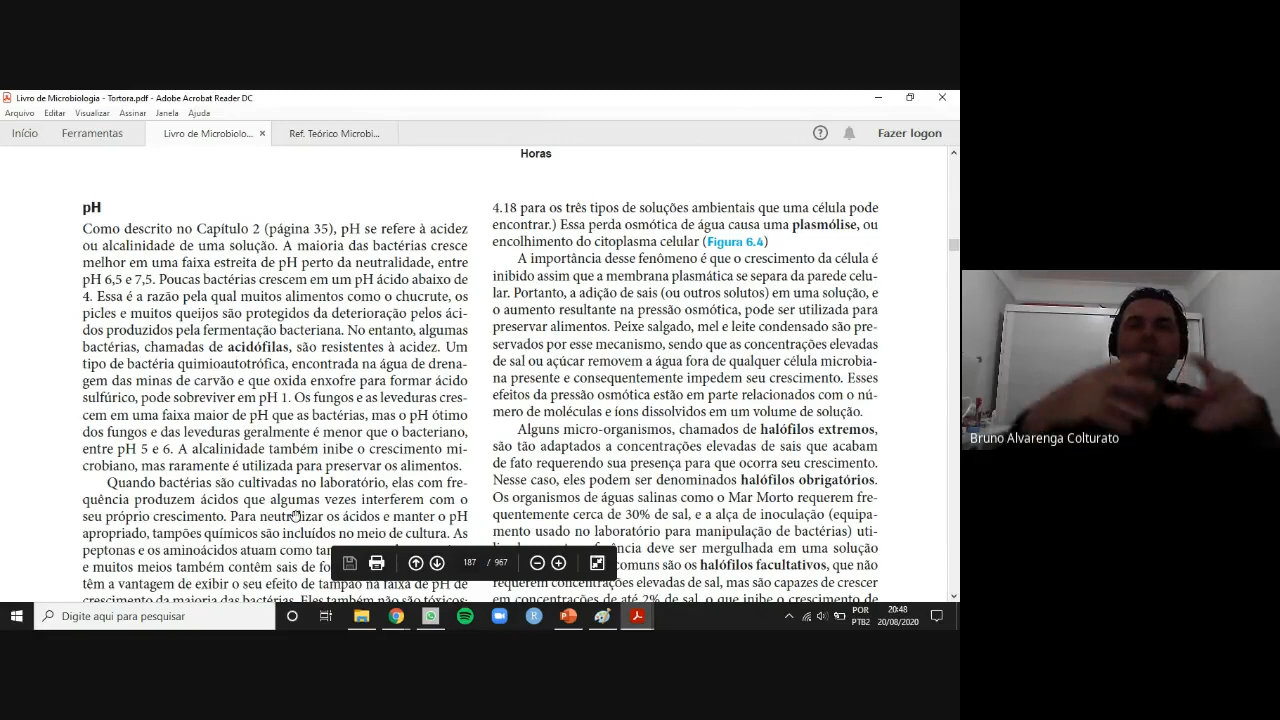 Livro de Microbiologia - Tortora.pdf - Adobe Acrobat Reader DC
Arquivo Editar Visualizar Assinar Janela Ajuda
Início Ferramentas Livro de Microbiolo... × Ref. Teórico Microbi... Fazer logon
Horas
pH
Como descrito no Capítulo 2 (página 35), pH se refere à acidez
ou alcalinidade de uma solução. A maioria das bactérias cresce
melhor em uma faixa estreita de pH perto da neutralidade, entre
pH 6,5 e 7,5. Poucas bactérias crescem em um pH ácido abaixo de
4. Essa é a razão pela qual muitos alimentos como o chucrute, os
picles e muitos queijos são protegidos da deterioração pelos áci-
dos produzidos pela fermentação bacteriana. No entanto, algumas
bactérias, chamadas de acidófilas, são resistentes à acidez. Um
tipo de bactéria quimioautotrófica, encontrada na água de drena-
gem das minas de carvão e que oxida enxofre para formar ácido
sulfúrico, pode sobreviver em pH 1. Os fungos e as leveduras cres-
cem em uma faixa maior de pH que as bactérias, mas o pH ótimo
dos fungos e das leveduras geralmente é menor que o bacteriano,
entre pH 5 e 6. A alcalinidade também inibe o crescimento mi-
crobiano, mas raramente é utilizada para preservar os alimentos.
Quando bactérias são cultivadas no laboratório, elas com fre-
quência produzem ácidos que algumas vezes interferem com o
seu próprio crescimento. Para neutralizar os ácidos e manter o pH
apropriado, tampões químicos são incluídos no meio de cultura. As
peptonas e os aminoácidos atuam como
e muitos meios também contêm sais de
têm a vantagem de exibir o seu efeito de tampão na faixa de pH de
crescimento da maioria das bactérias. Eles também não são tóxicos;
4.18 para os três tipos de soluções ambientais que uma célula pode
encontrar.) Essa perda osmótica de água causa uma plasmólise, ou
encolhimento do citoplasma celular (Figura 6.4)
A importância desse fenômeno é que o crescimento da célula é
inibido assim que a membrana plasmática se separa da parede celu-
lar. Portanto, a adição de sais (ou outros solutos) em uma solução, e
o aumento resultante na pressão osmótica, pode ser utilizada para
preservar alimentos. Peixe salgado, mel e leite condensado são pre-
servados por esse mecanismo, sendo que as concentrações elevadas
de sal ou açúcar removem a água fora de qualquer célula microbia-
na presente e consequentemente impedem seu crescimento. Esses
efeitos da pressão osmótica estão em parte relacionados com o nú-
mero de moléculas e íons dissolvidos em um volume de solução.
Alguns micro-organismos, chamados de halófilos extremos,
são tão adaptados a concentrações elevadas de sais que acabam
de fato requerendo sua presença para que ocorra seu crescimento.
Nesse caso, eles podem ser denominados halófilos obrigatórios.
Os organismos de águas salinas como o Mar Morto requerem fre-
quentemente cerca de 30% de sal, e a alça de inoculação (equipa-
mento usado no laboratório para manipulação de bactérias) uti-
deve ser mergulhada em uma solução
comuns são os halófilos facultativos, que não
requerem concentrações elevadas de sal, mas são capazes de crescer
em concentrações de até 2% de sal, o que inibe o crescimento de
187 / 967
Bruno Alvarenga Colturato
Digite aqui para pesquisar
POR
PTB2
20:48
20/08/2020